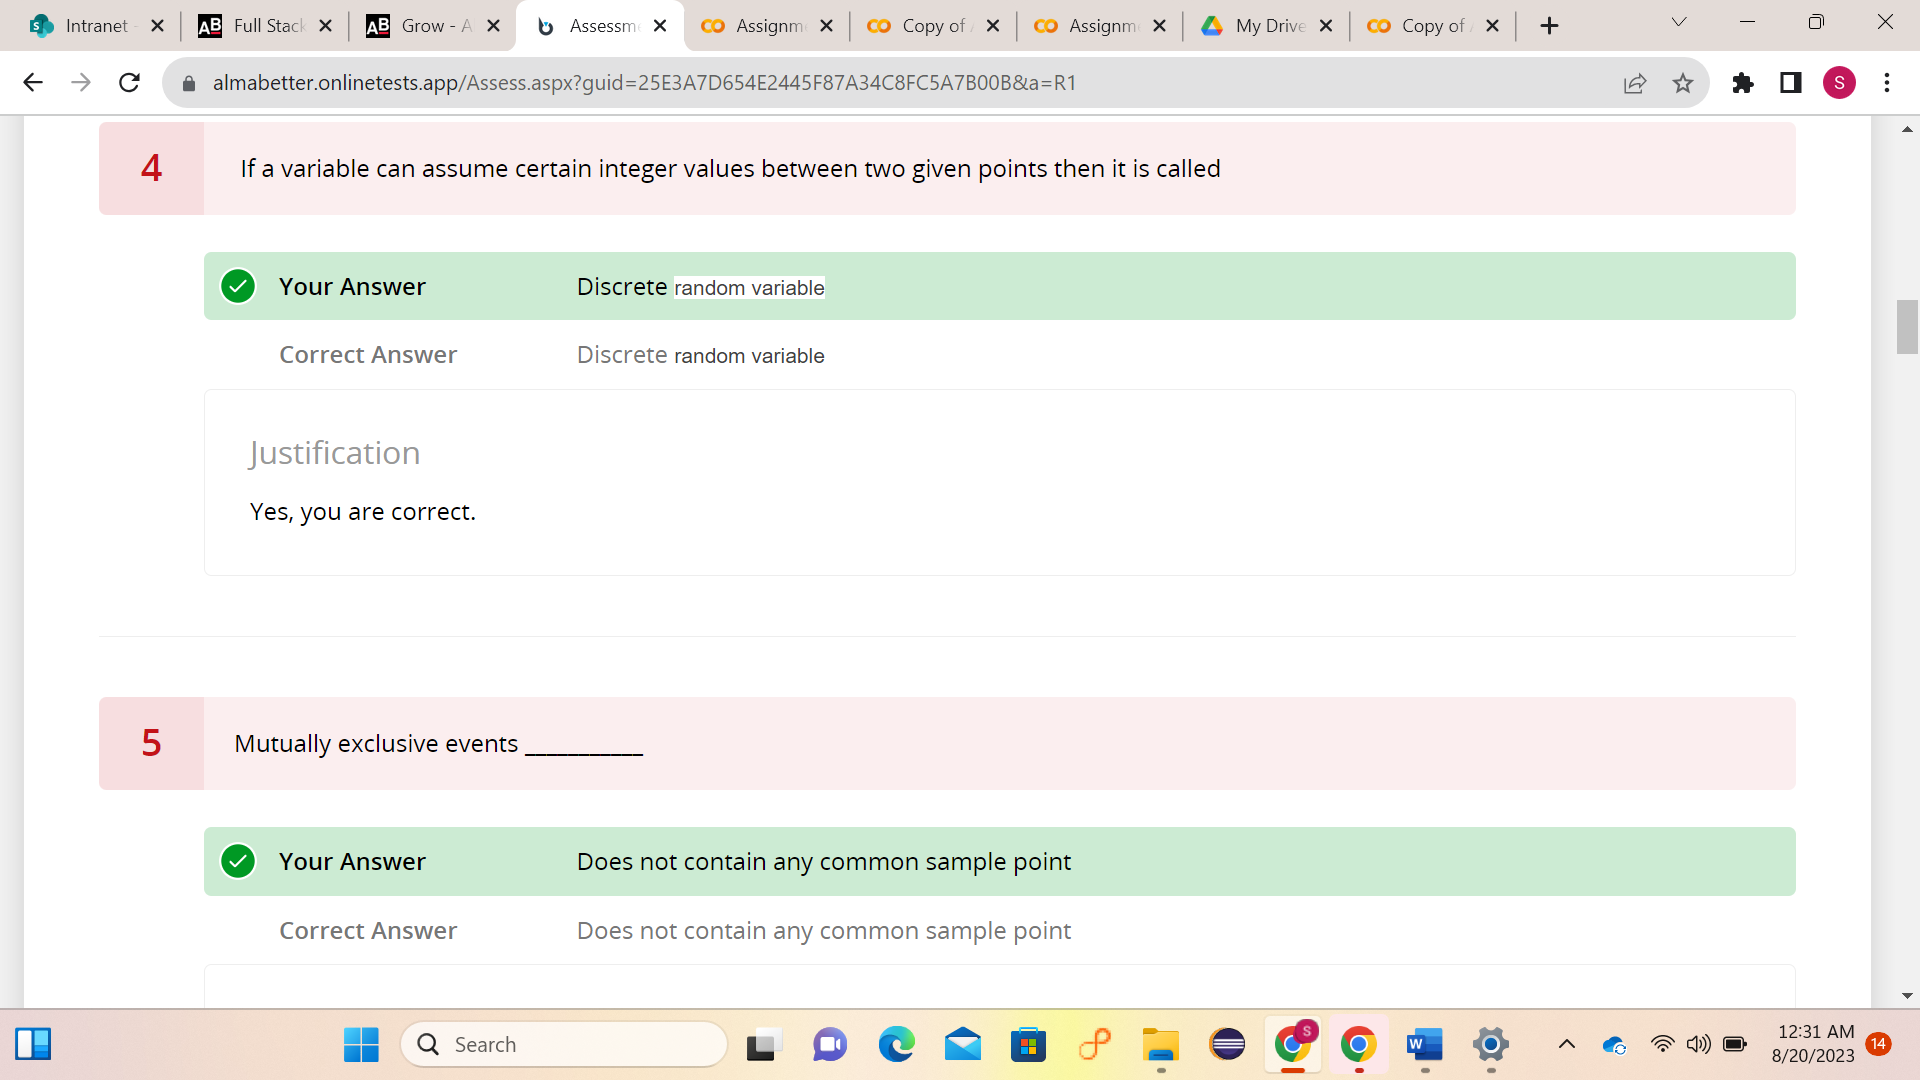 Intranet -
Full Stack
Grow - A
Assessme
Assignme
Copy of A
Assignme
My Drive
Copy of A
almabetter.onlinetests.app/Assess.aspx?guid=25E3A7D654E2445F87A34C8FC5A7B00B&a=R1
S
4
If a variable can assume certain integer values between two given points then it is called
Your Answer Discrete random variable
Correct Answer Discrete random variable
Justification
Yes, you are correct.
5
Mutually exclusive events ___________
Your Answer Does not contain any common sample point
Correct Answer Does not contain any common sample point
Search
12:31 AM
8/20/2023
14